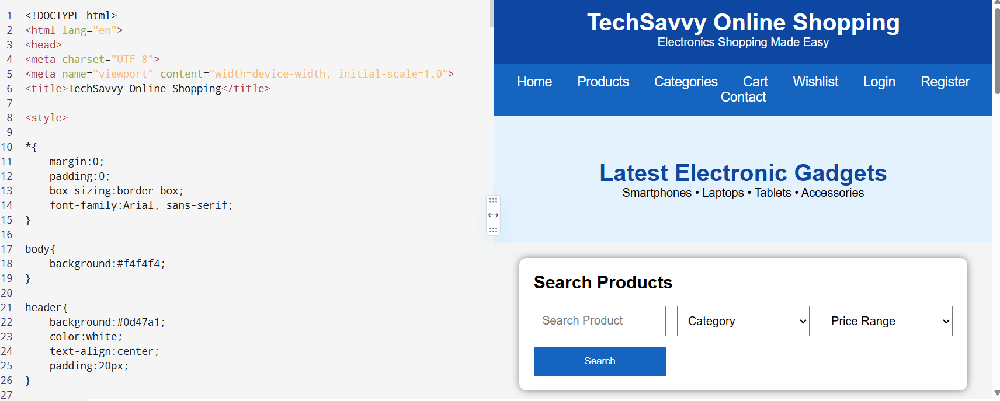 1 <!DOCTYPE html>
2 <html lang="en">
3 <head>
4 <meta charset="UTF-8">
5 <meta name="viewport" content="width=device-width, initial-scale=1.0">
6 <title>TechSavvy Online Shopping</title>
7
8 <style>
9
10 *{
11     margin:0;
12     padding:0;
13     box-sizing:border-box;
14     font-family:Arial, sans-serif;
15 }
16
17 body{
18     background:#f4f4f4;
19 }
20
21 header{
22     background:#0d47a1;
23     color:white;
24     text-align:center;
25     padding:20px;
26 }
27
TechSavvy Online Shopping
Electronics Shopping Made Easy
Home Products Categories Cart Wishlist Login Register
Contact
Latest Electronic Gadgets
Smartphones • Laptops • Tablets • Accessories
Search Products
Search Product Category Price Range
Search